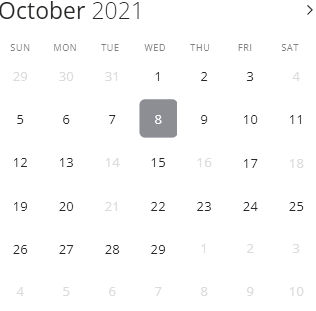 October 2021
SUN MON TUE WED THU FRI SAT
29 30 31 1 2 3 4
5 6 7 8 9 10 11
12 13 14 15 16 17 18
19 20 21 22 23 24 25
26 27 28 29 1 2 3
4 5 6 7 8 9 10